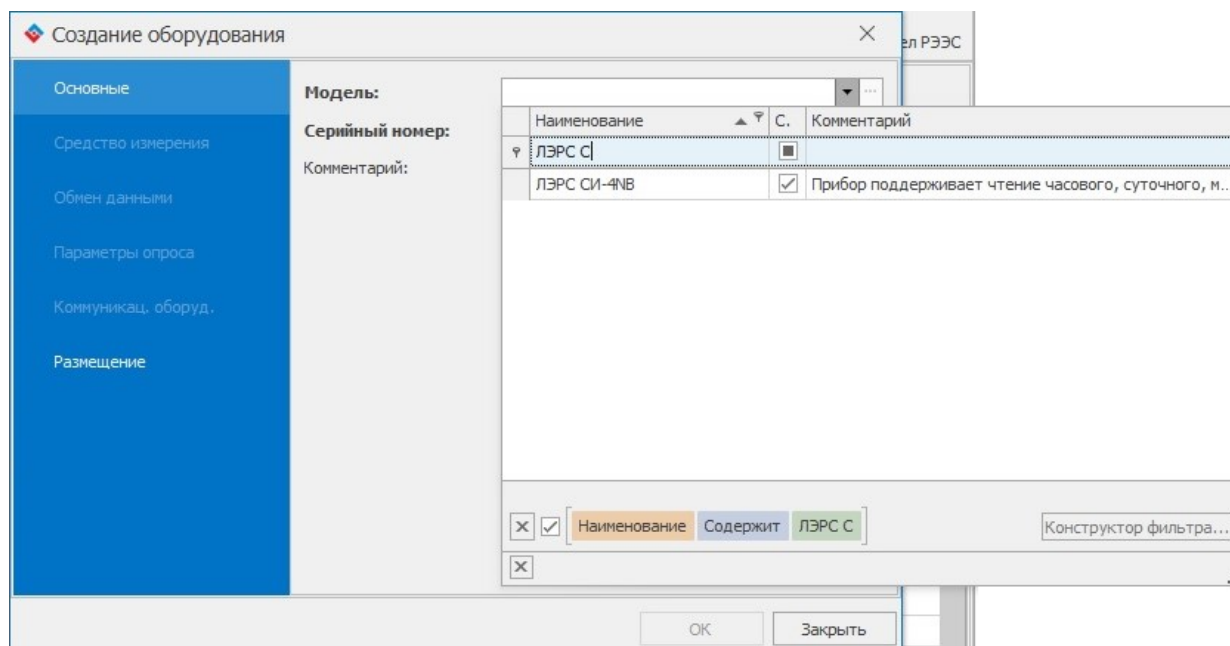 Создание оборудования
ел РЭЭС
Основные
Средство измерения
Обмен данными
Параметры опроса
Коммуникац. оборуд.
Размещение
Модель:
Серийный номер:
Комментарий:
Наименование С. Комментарий
ЛЭРС С
ЛЭРС СИ-4NB Прибор поддерживает чтение часового, суточного, м...
Наименование Содержит ЛЭРС С
Конструктор фильтра...
ОК Закрыть